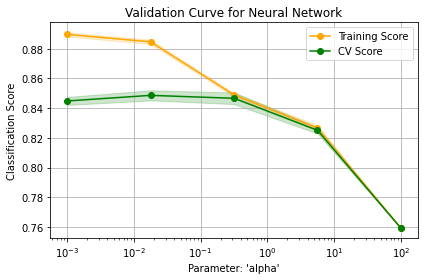 Validation Curve for Neural Network
Training Score
CV Score
Classification Score
0.88
0.86
0.84
0.82
0.80
0.78
0.76
10⁻³
10⁻²
10⁻¹
10⁰
10¹
10²
Parameter: 'alpha'